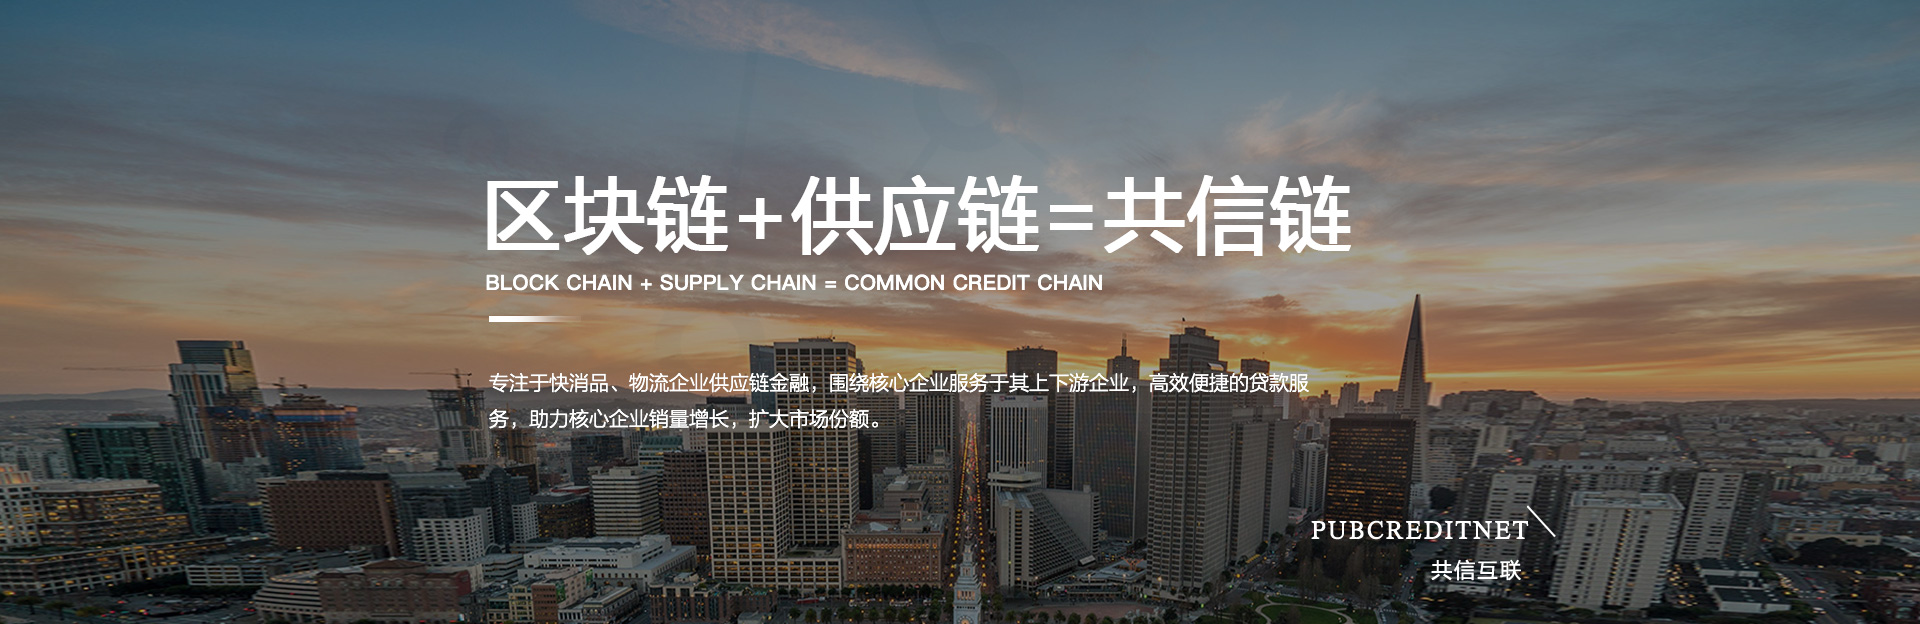 区块链+供应链=共信链
BLOCK CHAIN + SUPPLY CHAIN = COMMON CREDIT CHAIN
专注于快消品、物流企业供应链金融，围绕核心企业服务于其上下游企业，高效便捷的贷款服
务，助力核心企业销量增长，扩大市场份额。
PUBCREDITNET
共信互联